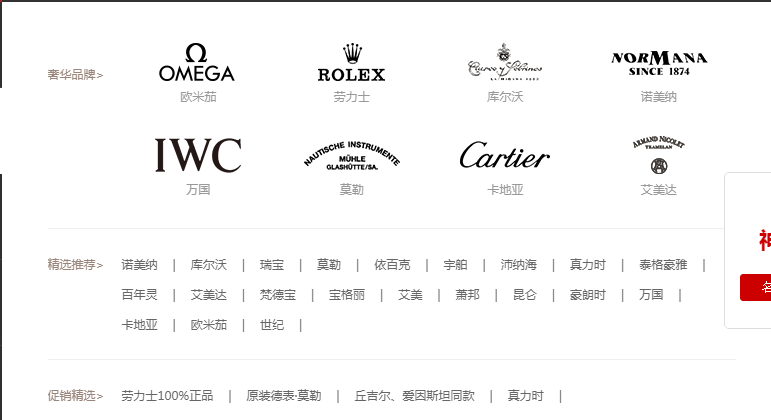 奢华品牌>
OMEGA ROLEX Cuervo y Sobrinos NORMANA
SINCE 1874
欧米茄 劳力士 库尔沃 诺美纳
IWC NAUTISCHE INSTRUMENTE MÜHLE GLASHÜTTE/SA. Cartier ARMAND NICOLET
TRAMELAN
万国 莫勒 卡地亚 艾美达
精选推荐> 诺美纳 | 库尔沃 | 瑞宝 | 莫勒 | 依百克 | 宇舶 | 沛纳海 | 真力时 | 泰格豪雅 |
百年灵 | 艾美达 | 梵德宝 | 宝格丽 | 艾美 | 萧邦 | 昆仑 | 豪朗时 | 万国 |
卡地亚 | 欧米茄 | 世纪 |
促销精选> 劳力士100%正品 | 原装德表·莫勒 | 丘吉尔、爱因斯坦同款 | 真力时 |